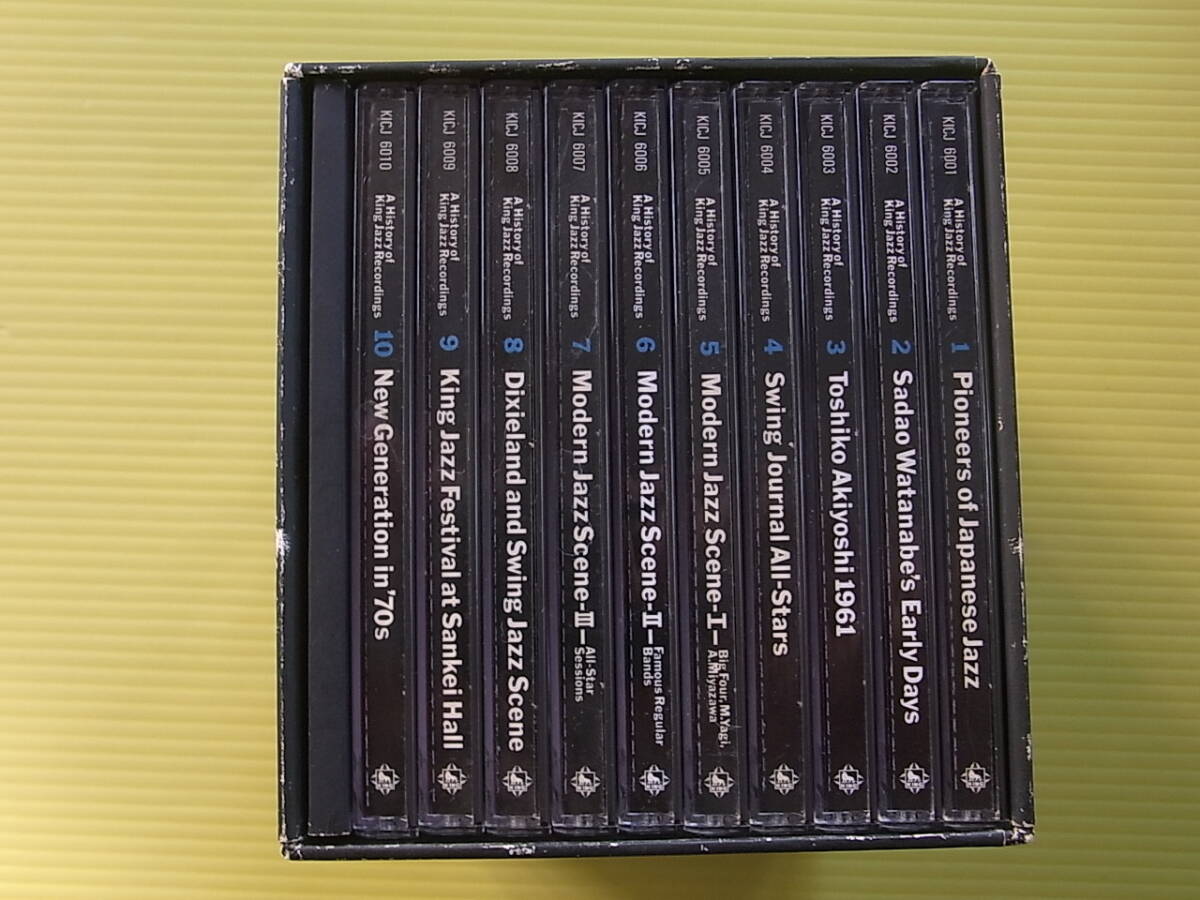 KICJ 6001
A History of
King Jazz Recordings
1 Pioneers of Japanese Jazz
KICJ 6002
A History of
King Jazz Recordings
2 Sadao Watanabe's Early Days
KICJ 6003
A History of
King Jazz Recordings
3 Toshiko Akiyoshi 1961
KICJ 6004
A History of
King Jazz Recordings
4 Swing Journal All-Stars
KICJ 6005
A History of
King Jazz Recordings
5 Modern Jazz Scene-I—
Big Four, M.Yagi,
A.Miyazawa
KICJ 6006
A History of
King Jazz Recordings
6 Modern Jazz Scene-II—
Famous Regular
Bands
KICJ 6007
A History of
King Jazz Recordings
7 Modern Jazz Scene-III—
All-Star
Sessions
KICJ 6008
A History of
King Jazz Recordings
8 Dixieland and Swing Jazz Scene
KICJ 6009
A History of
King Jazz Recordings
9 King Jazz Festival at Sankei Hall
KICJ 6010
A History of
King Jazz Recordings
10 New Generation in '70s